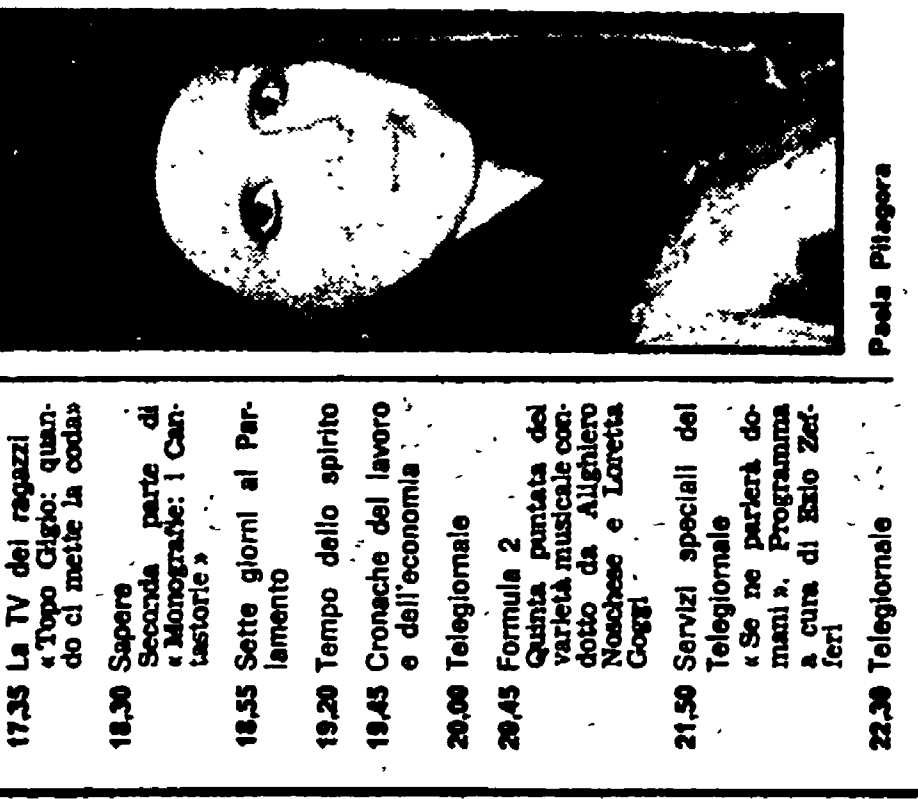 17,35 La TV dei ragazzi
« Topo Gigio: quan-
do ci mette la coda»
18,30 Sapere
Seconda parte di
« Monografie: i Can-
tastorie »
18,55 Sette giorni al Par-
lamento
19,20 Tempo dello spirito
19,45 Cronache del lavoro
e dell'economia
20,00 Telegiornale
20,45 Formula 2
Quinta puntata del
varietà musicale con-
dotto da Alighiero
Noschese e Loretta
Goggi
21,50 Servizi speciali del
Telegiornale
« Se ne parlerà do-
mani ». Programma
a cura di Ezio Zef-
feri
22,30 Telegiornale
Paola Pitagora